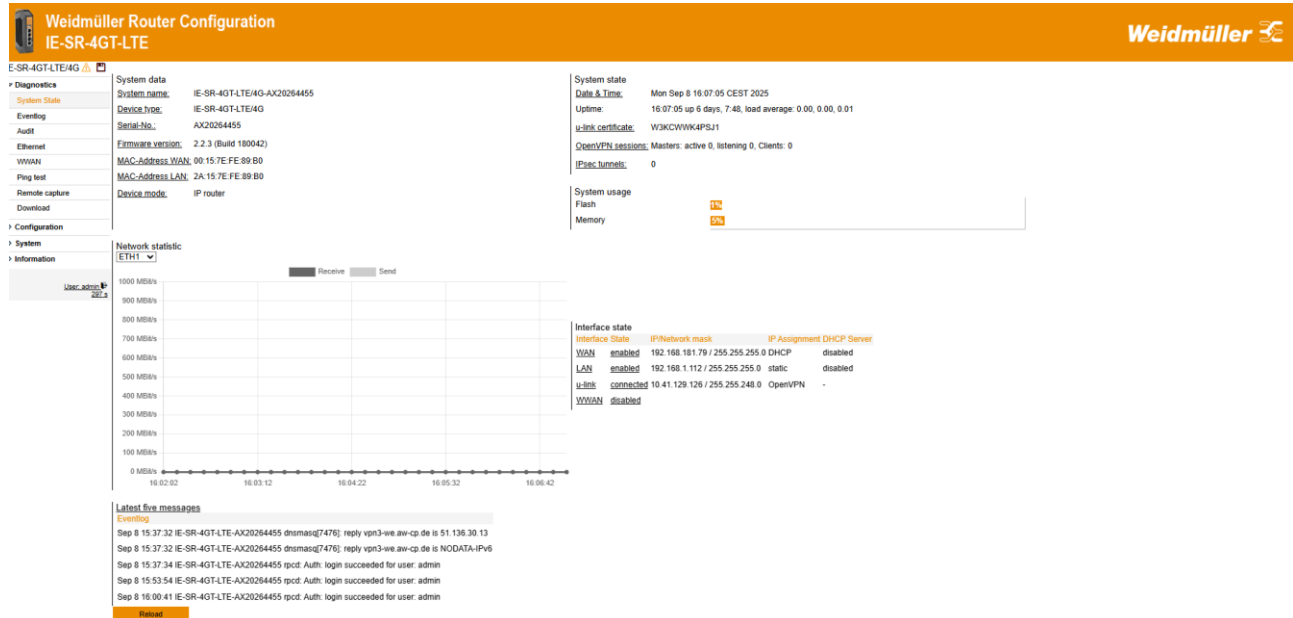 Weidmüller Router Configuration
IE-SR-4GT-LTE
Weidmüller
E-SR-4GT-LTE/4G
Diagnostics
System State
Eventlog
Audit
Ethernet
WWAN
Ping test
Remote capture
Download
Configuration
System
Information
User: admin
297 s
System data
System name: IE-SR-4GT-LTE/4G-AX20264455
Device type: IE-SR-4GT-LTE/4G
Serial-No.: AX20264455
Firmware version: 2.2.3 (Build 180042)
MAC-Address WAN: 00:15:7E:FE:89:B0
MAC-Address LAN: 2A:15:7E:FE:89:B0
Device mode: IP router
System state
Date & Time: Mon Sep 8 16:07:05 CEST 2025
Uptime: 16:07:05 up 6 days, 7:48, load average: 0.00, 0.00, 0.01
u-link certificate: W3KCWWK4PSJ1
OpenVPN sessions: Masters: active 0, listening 0, Clients: 0
IPsec tunnels: 0
System usage
Flash 1%
Memory 5%
Network statistic
ETH1
Receive Send
1000 MBit/s
900 MBit/s
800 MBit/s
700 MBit/s
600 MBit/s
500 MBit/s
400 MBit/s
300 MBit/s
200 MBit/s
100 MBit/s
0 MBit/s
16:02:02 16:03:12 16:04:22 16:05:32 16:06:42
Interface state
Interface State IP/Network mask IP Assignment DHCP Server
WAN enabled 192.168.181.79 / 255.255.255.0 DHCP disabled
LAN enabled 192.168.1.112 / 255.255.255.0 static disabled
u-link connected 10.41.129.126 / 255.255.248.0 OpenVPN -
WWAN disabled
Latest five messages
Eventlog
Sep 8 15:37:32 IE-SR-4GT-LTE-AX20264455 dnsmasq[7476]: reply vpn3-we.aw-cp.de is 51.136.30.13
Sep 8 15:37:32 IE-SR-4GT-LTE-AX20264455 dnsmasq[7476]: reply vpn3-we.aw-cp.de is NODATA-IPv6
Sep 8 15:37:34 IE-SR-4GT-LTE-AX20264455 rpcd: Auth: login succeeded for user: admin
Sep 8 15:53:54 IE-SR-4GT-LTE-AX20264455 rpcd: Auth: login succeeded for user: admin
Sep 8 16:00:41 IE-SR-4GT-LTE-AX20264455 rpcd: Auth: login succeeded for user: admin
Reload